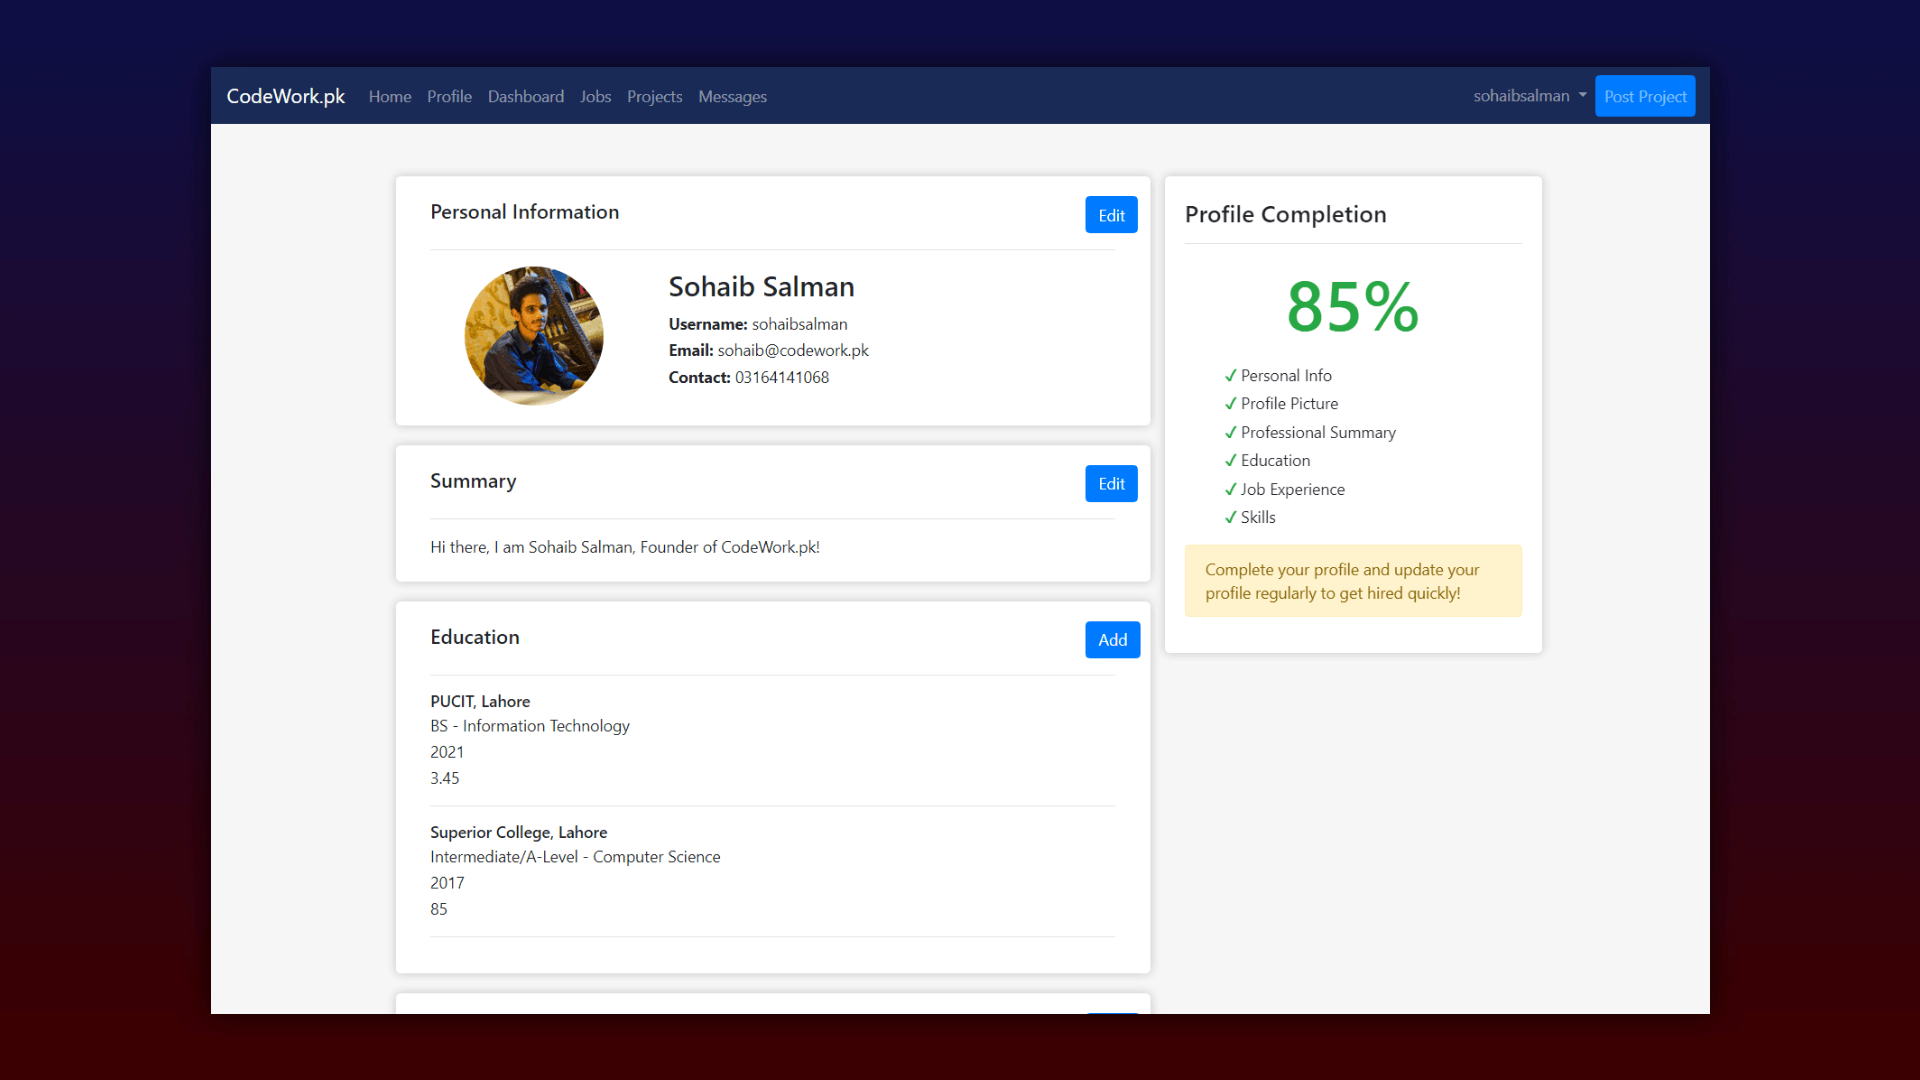 CodeWork.pk Home Profile Dashboard Jobs Projects Messages sohaibsalman Post Project
Personal Information
Edit
Sohaib Salman
Username: sohaibsalman
Email: sohaib@codework.pk
Contact: 03164141068
Summary
Edit
Hi there, I am Sohaib Salman, Founder of CodeWork.pk!
Education
Add
PUCIT, Lahore
BS - Information Technology
2021
3.45
Superior College, Lahore
Intermediate/A-Level - Computer Science
2017
85
Profile Completion
85%
✓ Personal Info
✓ Profile Picture
✓ Professional Summary
✓ Education
✓ Job Experience
✓ Skills
Complete your profile and update your
profile regularly to get hired quickly!